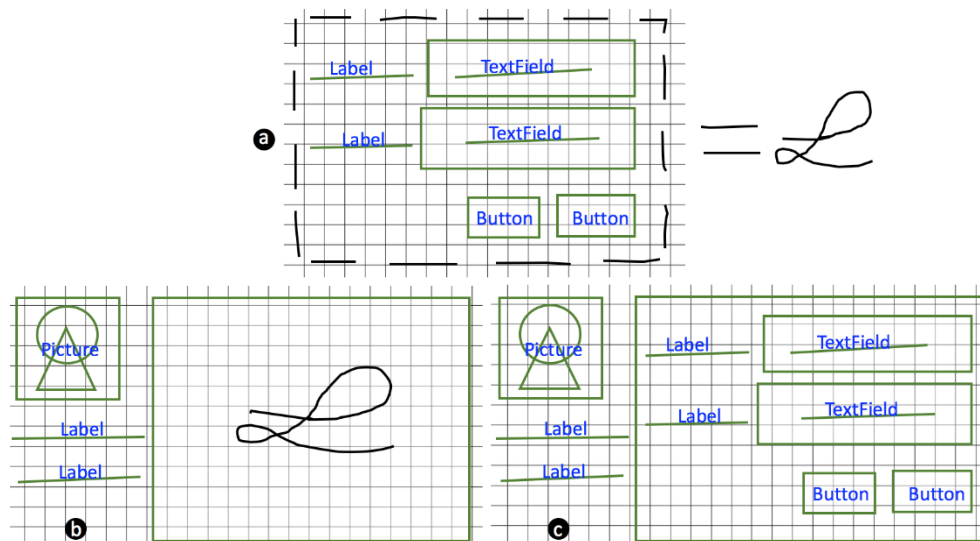 Label TextField
a Label TextField = ℒ
Button Button
Picture
Label
Label
b
ℒ
Picture Label TextField
Label Label TextField
Label
Button Button
c